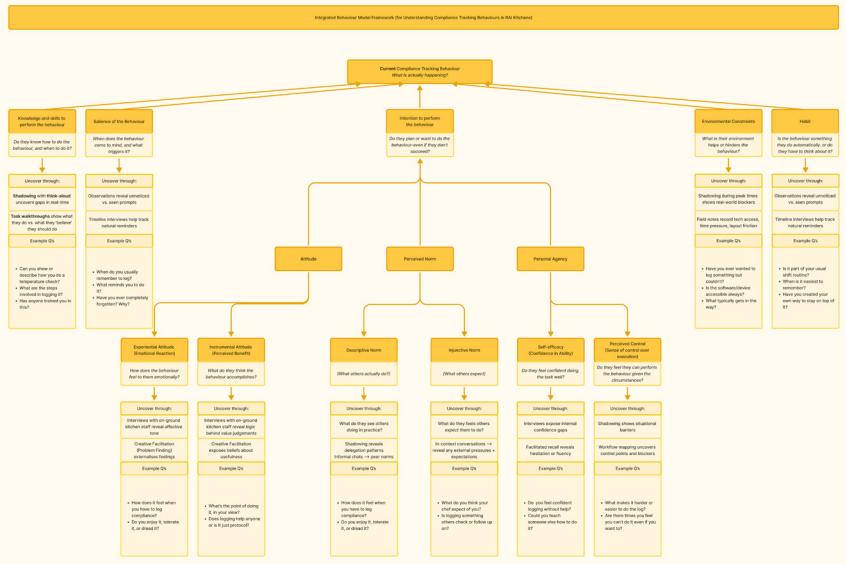 Integrated Behaviour Model Framework (for Understanding Compliance Tracking Behaviours in RAI Kitchens)
Current Compliance Tracking Behaviour
What is actually happening?
Knowledge and skills to
perform the behaviour
Do they know how to do the
behaviour, and when to do it?
Uncover through:
Shadowing with think-aloud
uncovers gaps in real-time
Task walkthroughs show what
they do vs. what they 'believe'
they should do
Example Q's
• Can you show or
describe how you do a
temperature check?
• What are the steps
involved in logging it?
• Has anyone trained you in
this?
Salience of the Behaviour
When does the behaviour
come to mind, and what
triggers it?
Uncover through:
Observations reveal unnoticed
vs. seen prompts
Timeline interviews help track
natural reminders
Example Q's
• When do you usually
remember to log?
• What reminds you to do
it?
• Have you ever completely
forgotten? Why?
Intention to perform
the behaviour
Do they plan or want to do the
behaviour-even if they don't
succeed?
Environmental Constraints
What in their environment
helps or hinders the
behaviour?
Uncover through:
Shadowing during peak times
shows real-world blockers
Field notes record tech access,
time pressure, layout friction
Example Q's
• Have you ever wanted to
log something but
couldn't?
• Is the software/device
accessible always?
• What typically gets in the
way?
Habit
Is the behaviour something
they do automatically, or do
they have to think about it?
Uncover through:
Observations reveal unnoticed
vs. seen prompts
Timeline interviews help track
natural reminders
Example Q's
• Is it part of your usual
shift routine?
• When is it easiest to
remember?
• Have you created your
own way to stay on top of
it?
Attitude
Perceived Norm
Personal Agency
Experiential Attitude
(Emotional Reaction)
How does the behaviour
feel to them emotionally?
Uncover through:
Interviews with on-ground
kitchen staff reveal affective
tone
Creative Facilitation
(Problem Finding)
externalises feelings
Example Q's
• How does it feel when
you have to log
compliance?
• Do you enjoy it, tolerate
it, or dread it?
Instrumental Attitude
(Perceived Benefit)
What do they think the
behaviour accomplishes?
Uncover through:
Interviews with on-ground
kitchen staff reveal logic
behind value judgements
Creative Facilitation
exposes beliefs about
usefulness
Example Q's
• What's the point of doing
it, in your view?
• Does logging help anyone
or is it just protocol?
Descriptive Norm
(What others actually do?)
Uncover through:
What do they see others
doing in practice?
Shadowing reveals
delegation patterns
Informal chats → peer norms
Example Q's
• How does it feel when
you have to log
compliance?
• Do you enjoy it, tolerate
it, or dread it?
Injunctive Norm
(What others expect)
Uncover through:
What do they feels others
expect them to do?
In-context conversations →
reveal any external pressures +
expectations
Example Q's
• What do you think your
chef expect of you?
• Is logging something
others check or follow up
on?
Self-efficacy-
(Confidence in Ability)
Do they feel confident doing
the task well?
Uncover through:
Interviews expose internal
confidence gaps
Facilitated recall reveals
hesitation or fluency
Example Q's
• Do you feel confident
logging without help?
• Could you teach
someone else how to do
it?
Perceived Control
(Sense of control over
execution)
Do they feel they can perform
the behaviour given the
circumstances?
Uncover through:
Shadowing shows situational
barriers
Workflow mapping uncovers
control points and blockers
Example Q's
• What makes it harder or
easier to do the log?
• Are there times you feel
you can't do it even if you
want to?